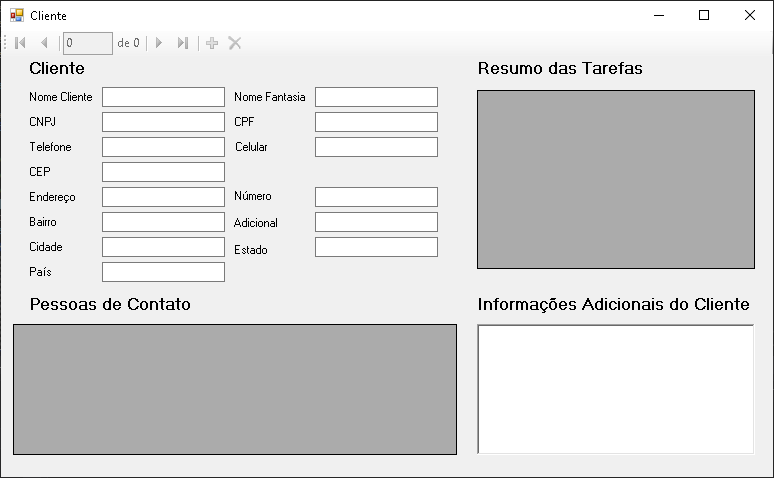 Cliente
0 de 0
Cliente
Nome Cliente Nome Fantasia
CNPJ CPF
Telefone Celular
CEP
Endereço Número
Bairro Adicional
Cidade Estado
País
Resumo das Tarefas
Pessoas de Contato
Informações Adicionais do Cliente